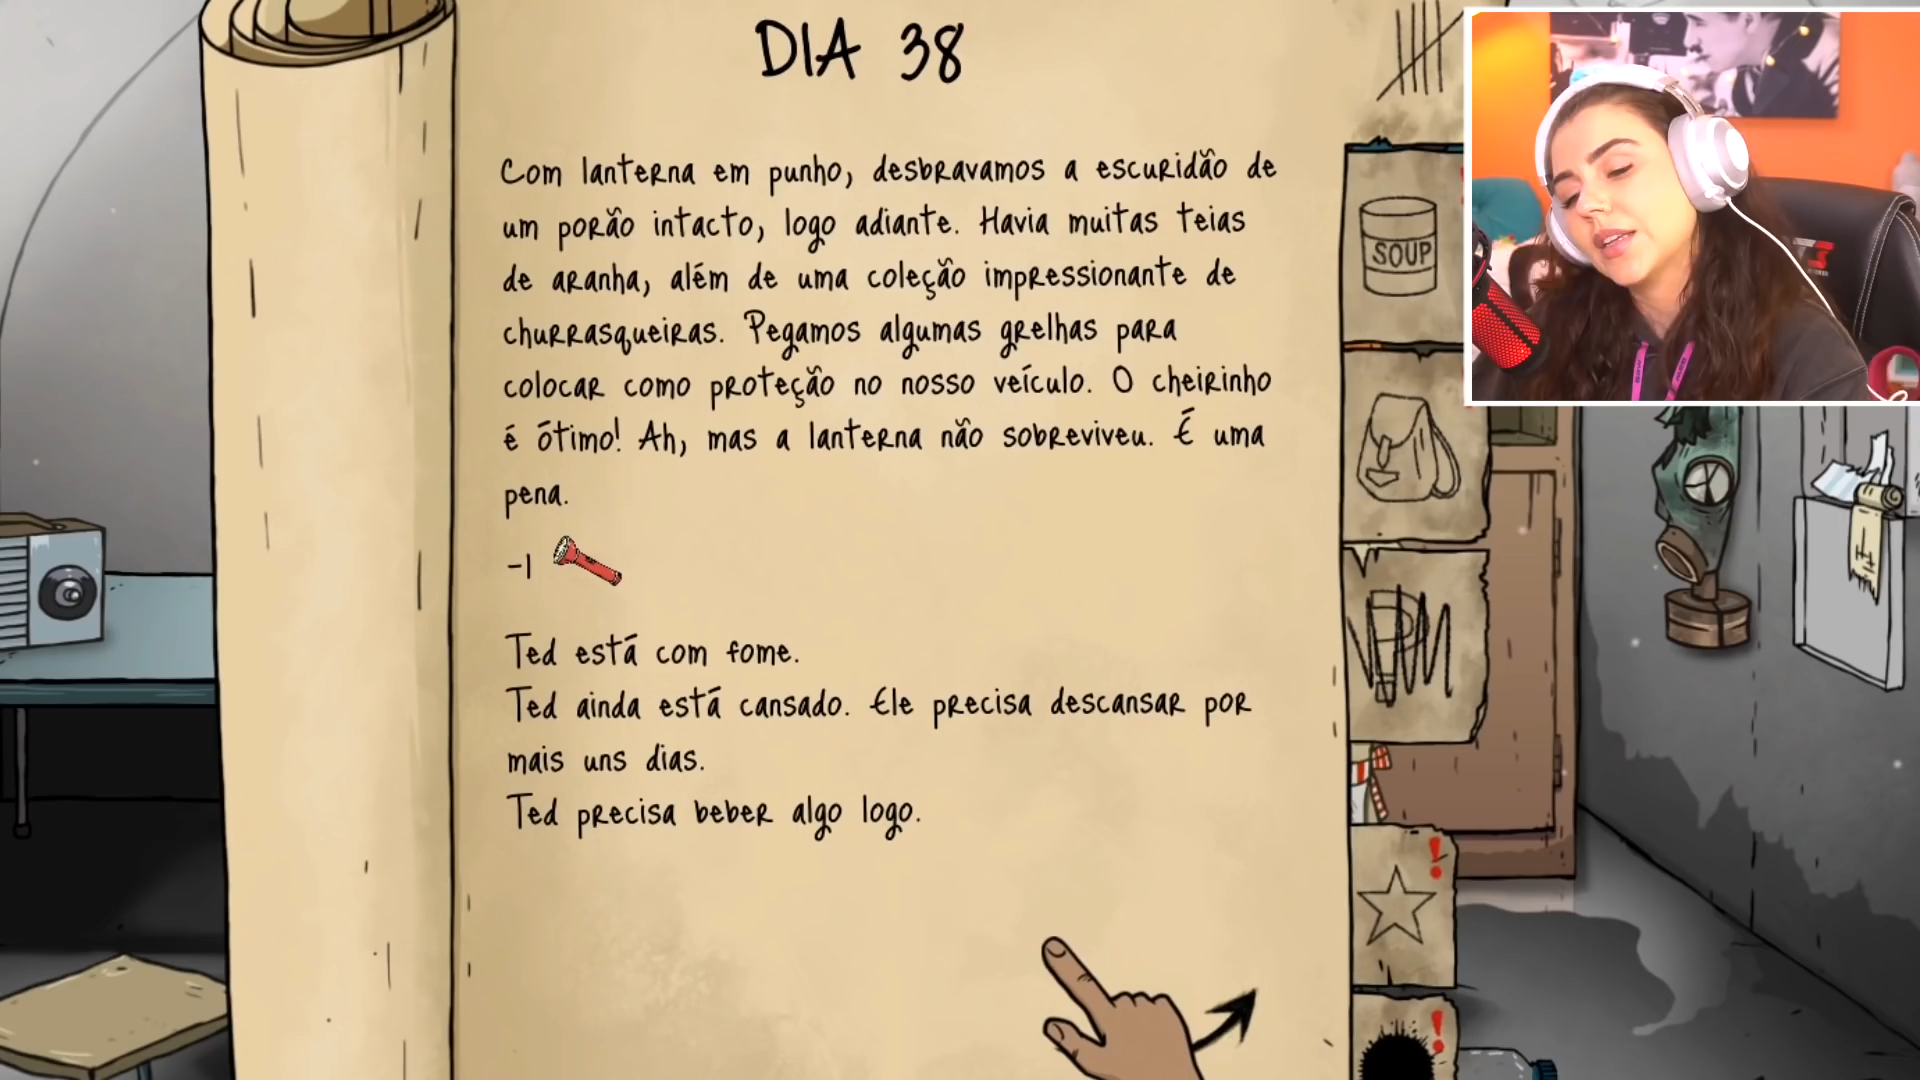 DIA 38
Com lanterna em punho, desbravamos a escuridão de
um porão intacto, logo adiante. Havia muitas teias
de aranha, além de uma coleção impressionante de
churrasqueiras. Pegamos algumas grelhas para
colocar como proteção no nosso veículo. O cheirinho
é ótimo! Ah, mas a lanterna não sobreviveu. É uma
pena.
-1
Ted está com fome.
Ted ainda está cansado. Ele precisa descansar por
mais uns dias.
Ted precisa beber algo logo.
SOUP
!
!